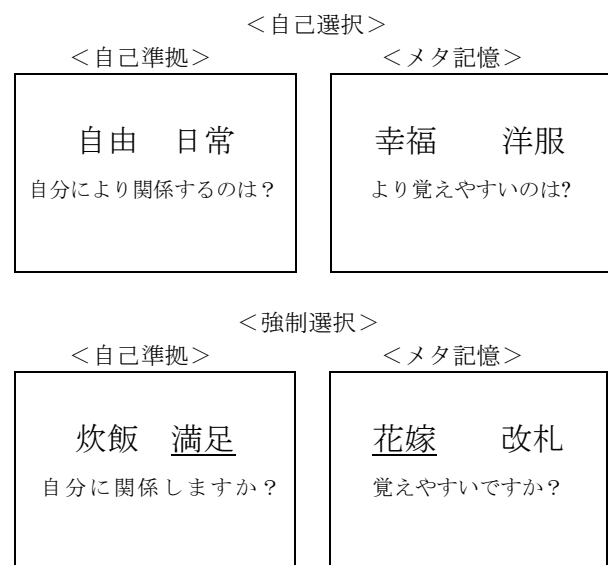 ＜自己選択＞
＜自己準拠＞　＜メタ記憶＞
自由　日常　幸福　洋服
自分により関係するのは？　より覚えやすいのは?
＜強制選択＞
＜自己準拠＞　＜メタ記憶＞
炊飯　満足　花嫁　改札
自分に関係しますか？　覚えやすいですか？